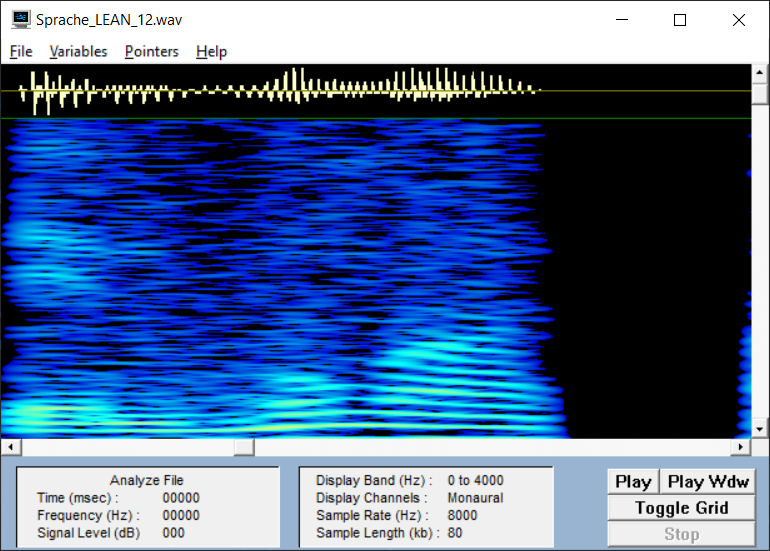 Sprache_LEAN_12.wav
File Variables Pointers Help
Analyze File
Time (msec) : 00000
Frequency (Hz) : 00000
Signal Level (dB) 000
Display Band (Hz) : 0 to 4000
Display Channels : Monaural
Sample Rate (Hz) : 8000
Sample Length (kb) : 80
Play Play Wdw
Toggle Grid
Stop